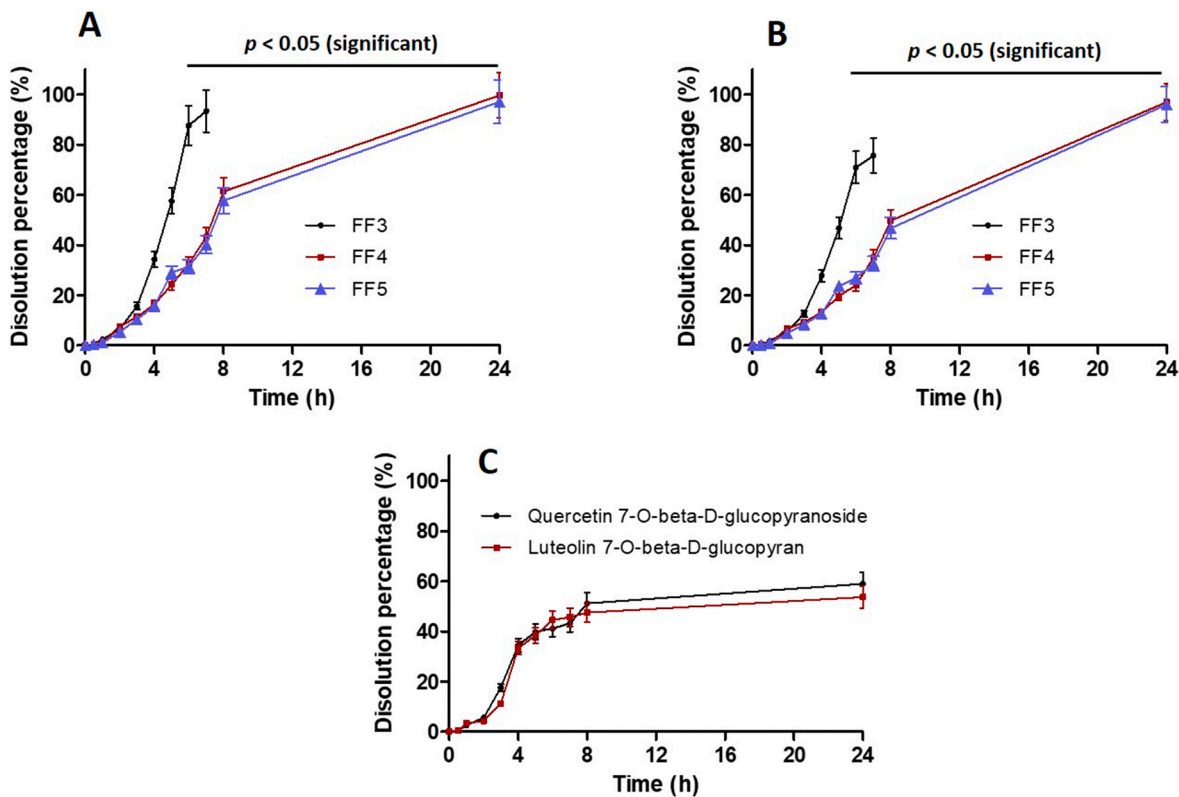 A
p < 0.05 (significant)
Disolution percentage (%)
100
80
60
40
20
0
FF3
FF4
FF5
0 4 8 12 16 20 24
Time (h)
B
p < 0.05 (significant)
Disolution percentage (%)
100
80
60
40
20
0
FF3
FF4
FF5
0 4 8 12 16 20 24
Time (h)
C
Disolution percentage (%)
100
80
60
40
20
0
Quercetin 7-O-beta-D-glucopyranoside
Luteolin 7-O-beta-D-glucopyran
0 4 8 12 16 20 24
Time (h)